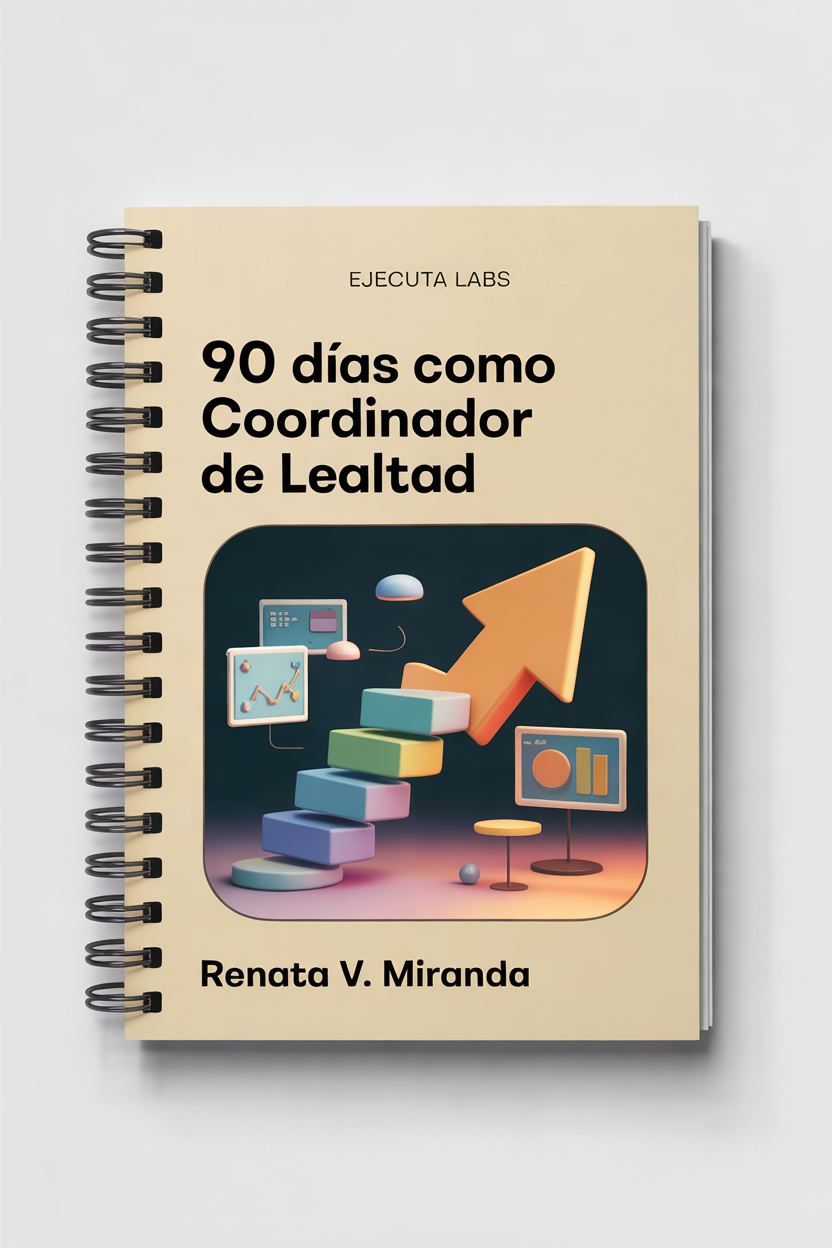 EJECUTA LABS
90 días como
Coordinador
de Lealtad
Renata V. Miranda